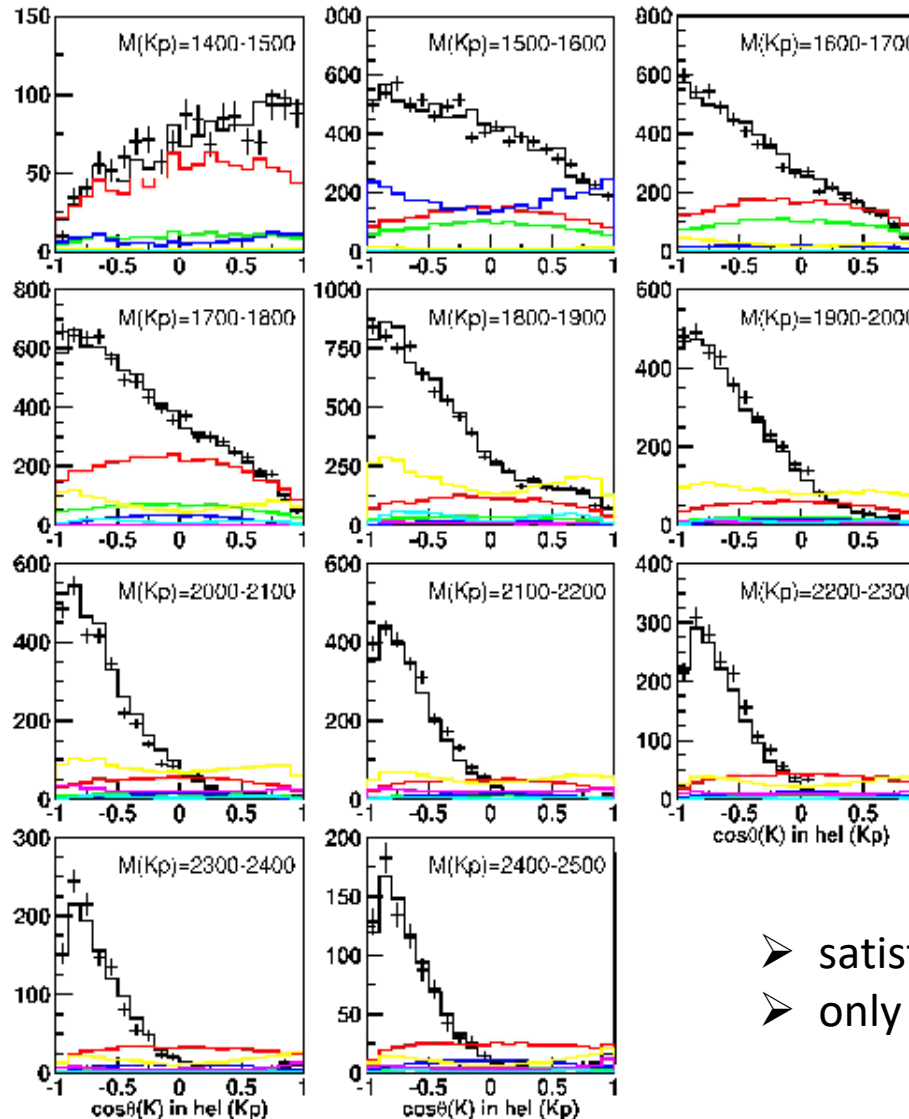 150 800 800
M(Kp)=1400-1500 M(Kp)=1500-1600 M(Kp)=1600-170
100 600 600
400 400
50 200 200
0 0 0
-1 -0.5 0 0.5 1 -1 -0.5 0 0.5 1 -1 -0.5 0 0.5
800 1000 600
M(Kp)=1700-1800 M(Kp)=1800-1900 M(Kp)=1900-200
600 750 400
400 500
200 250 200
0 0 0
-1 -0.5 0 0.5 1 -1 -0.5 0 0.5 1 -1 -0.5 0 0.5
600 600 400
M(Kp)=2000-2100 M(Kp)=2100-2200 M(Kp)=2200-230
400 400 300
200
200 200 100
0 0 0
-1 -0.5 0 0.5 1 -1 -0.5 0 0.5 1 -1 -0.5 0 0.5
cosθ(K) in hel (Kp)
300 200
M(Kp)=2300-2400 M(Kp)=2400-2500
200 150
100
100 50
0 0
-1 -0.5 0 0.5 1 -1 -0.5 0 0.5 1
cosθ(K) in hel (Kp) cosθ(K) in hel (Kp)
➢ satis
➢ only